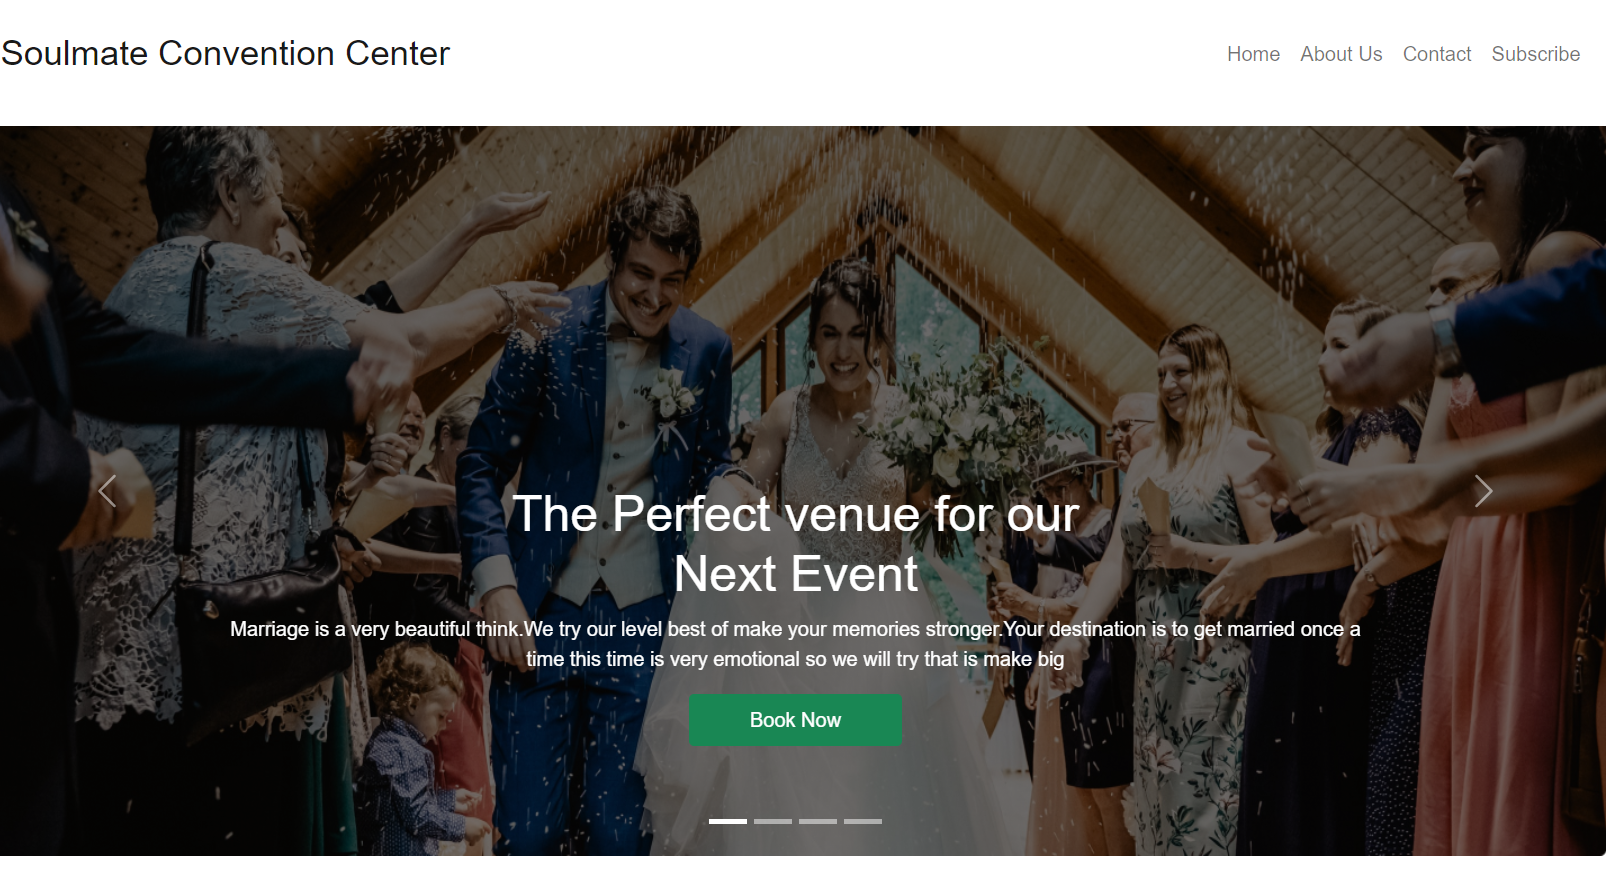 Soulmate Convention Center
Home About Us Contact Subscribe
The Perfect venue for our
Next Event
Marriage is a very beautiful think.We try our level best of make your memories stronger.Your destination is to get married once a
time this time is very emotional so we will try that is make big
Book Now